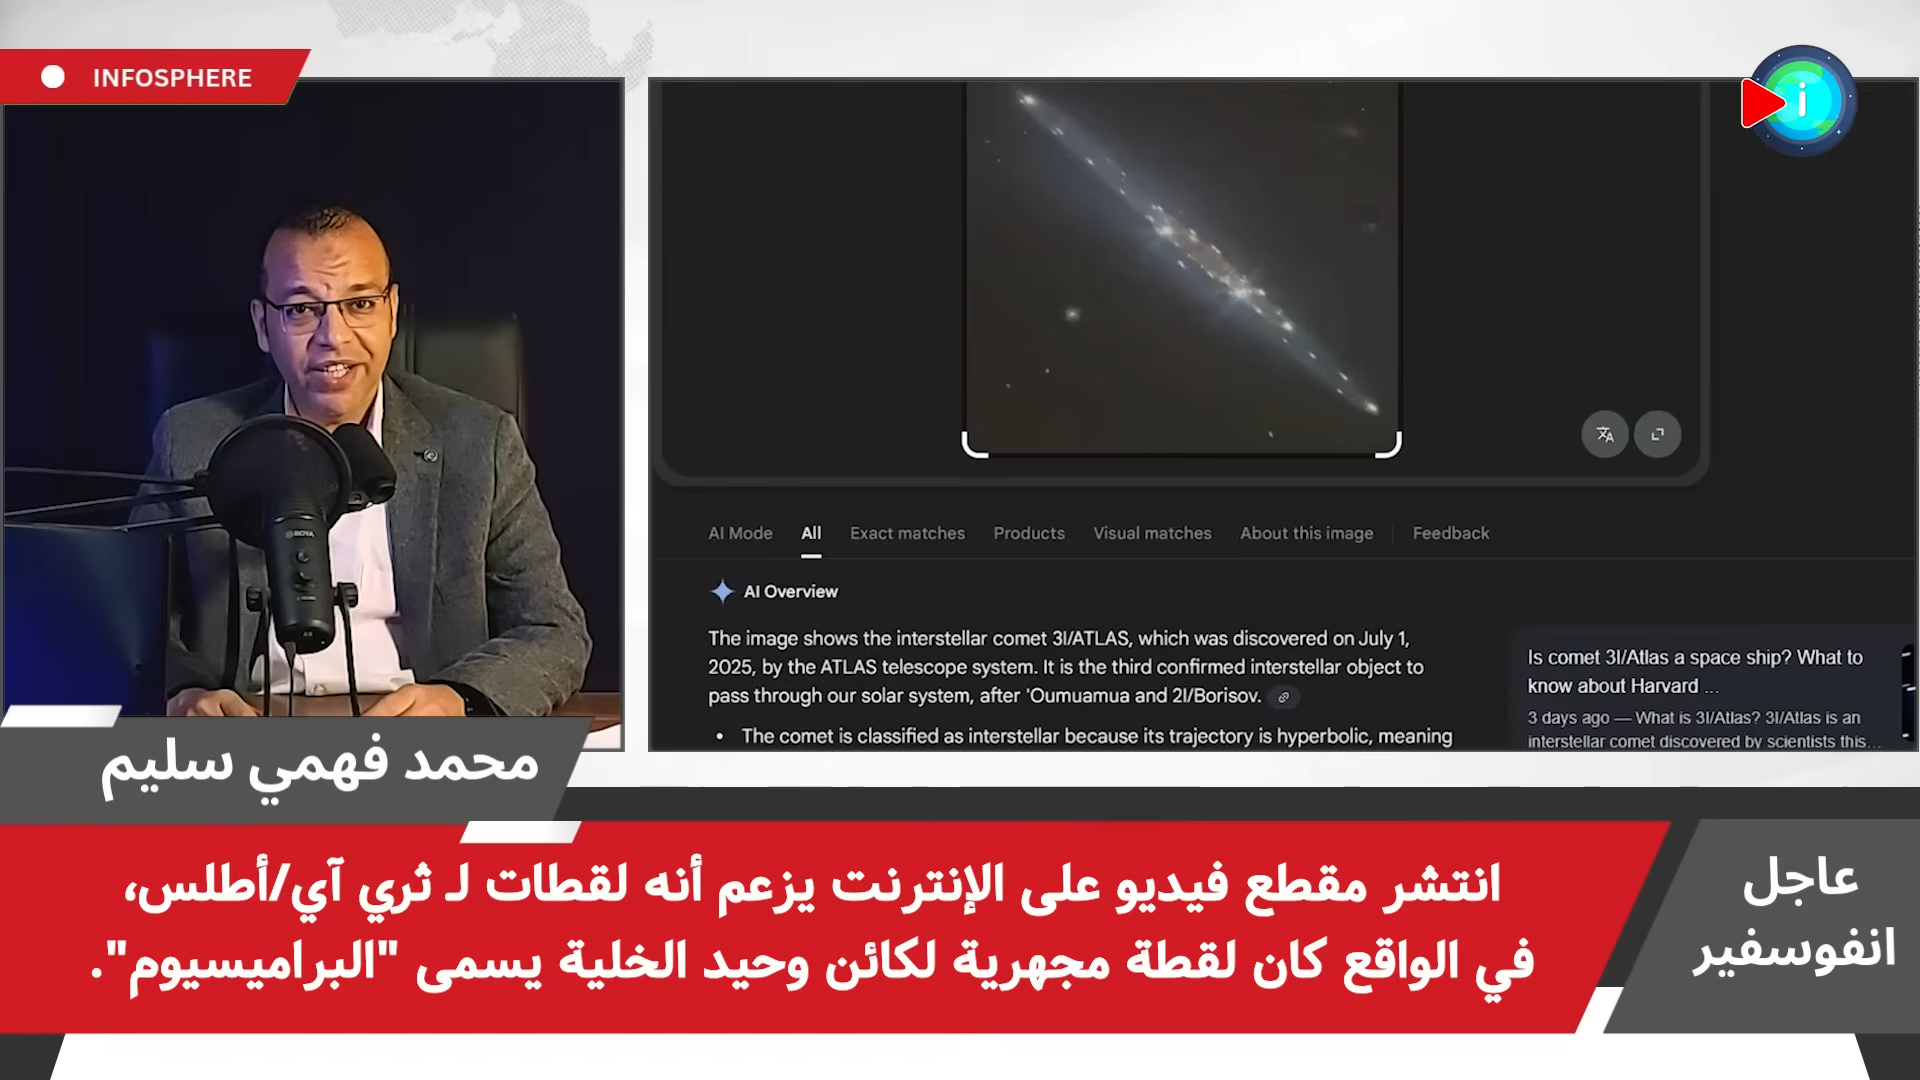 INFOSPHERE
i
BOYA
AI Mode All Exact matches Products Visual matches About this image Feedback
AI Overview
The image shows the interstellar comet 3I/ATLAS, which was discovered on July 1,
2025, by the ATLAS telescope system. It is the third confirmed interstellar object to
pass through our solar system, after 'Oumuamua and 2I/Borisov.
• The comet is classified as interstellar because its trajectory is hyperbolic, meaning
Is comet 3I/Atlas a space ship? What to
know about Harvard ...
3 days ago — What is 3I/Atlas? 3I/Atlas is an
interstellar comet discovered by scientists this...
محمد فهمي سليم
انتشر مقطع فيديو على الإنترنت يزعم أنه لقطات لـ ثري آي/أطلس،
في الواقع كان لقطة مجهرية لكائن وحيد الخلية يسمى "البراميسيوم".
عاجل
انفوسفير